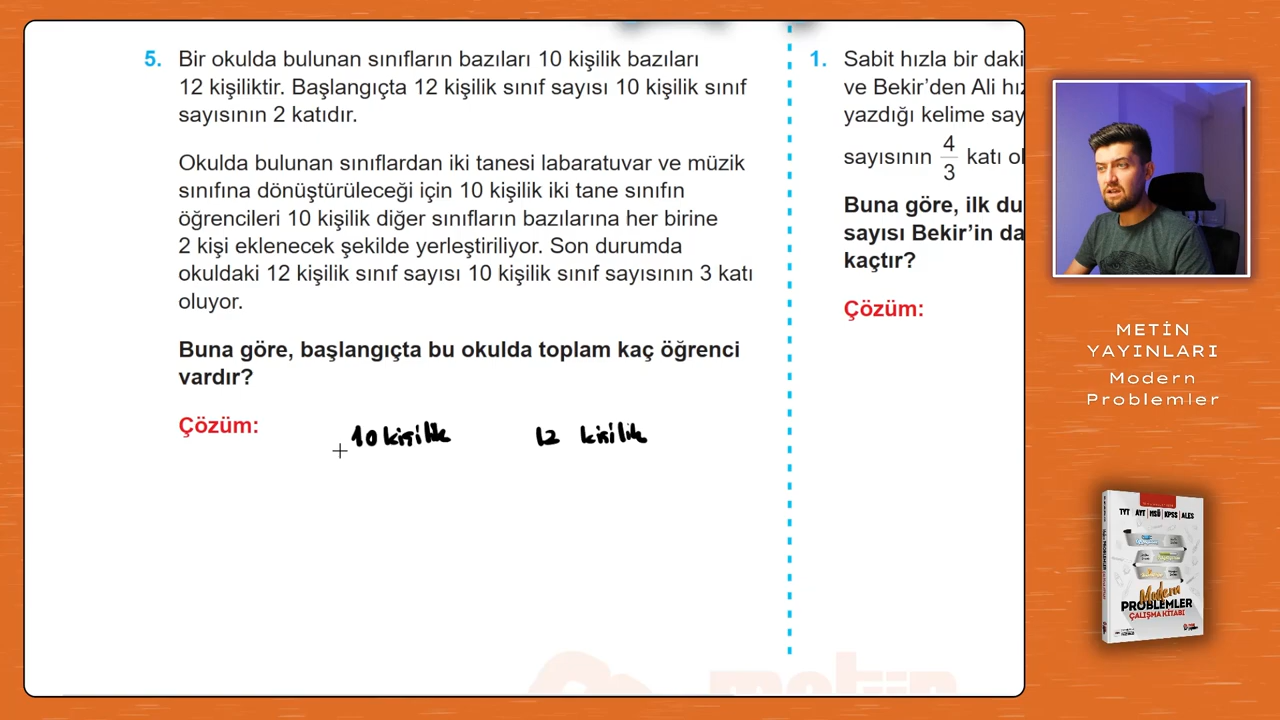 5. Bir okulda bulunan sınıfların bazıları 10 kişilik bazıları
12 kişiliktir. Başlangıçta 12 kişilik sınıf sayısı 10 kişilik sınıf
sayısının 2 katıdır.
Okulda bulunan sınıflardan iki tanesi labaratuvar ve müzik
sınıfına dönüştürüleceği için 10 kişilik iki tane sınıfın
öğrencileri 10 kişilik diğer sınıfların bazılarına her birine
2 kişi eklenecek şekilde yerleştiriliyor. Son durumda
okuldaki 12 kişilik sınıf sayısı 10 kişilik sınıf sayısının 3 katı
oluyor.
Buna göre, başlangıçta bu okulda toplam kaç öğrenci
vardır?
Çözüm:
10 kişilik 12 kişilik
1. Sabit hızla bir daki
ve Bekir'den Ali hız
yazdığı kelime say
sayısının 4/3 katı ol
Buna göre, ilk du
sayısı Bekir'in da
kaçtır?
Çözüm:
METİN
YAYINLARI
Modern
Problemler
TYT | AYT | MSÜ | KPSS | ALES
Modern
PROBLEMLER
ÇALIŞMA KİTABI
metin